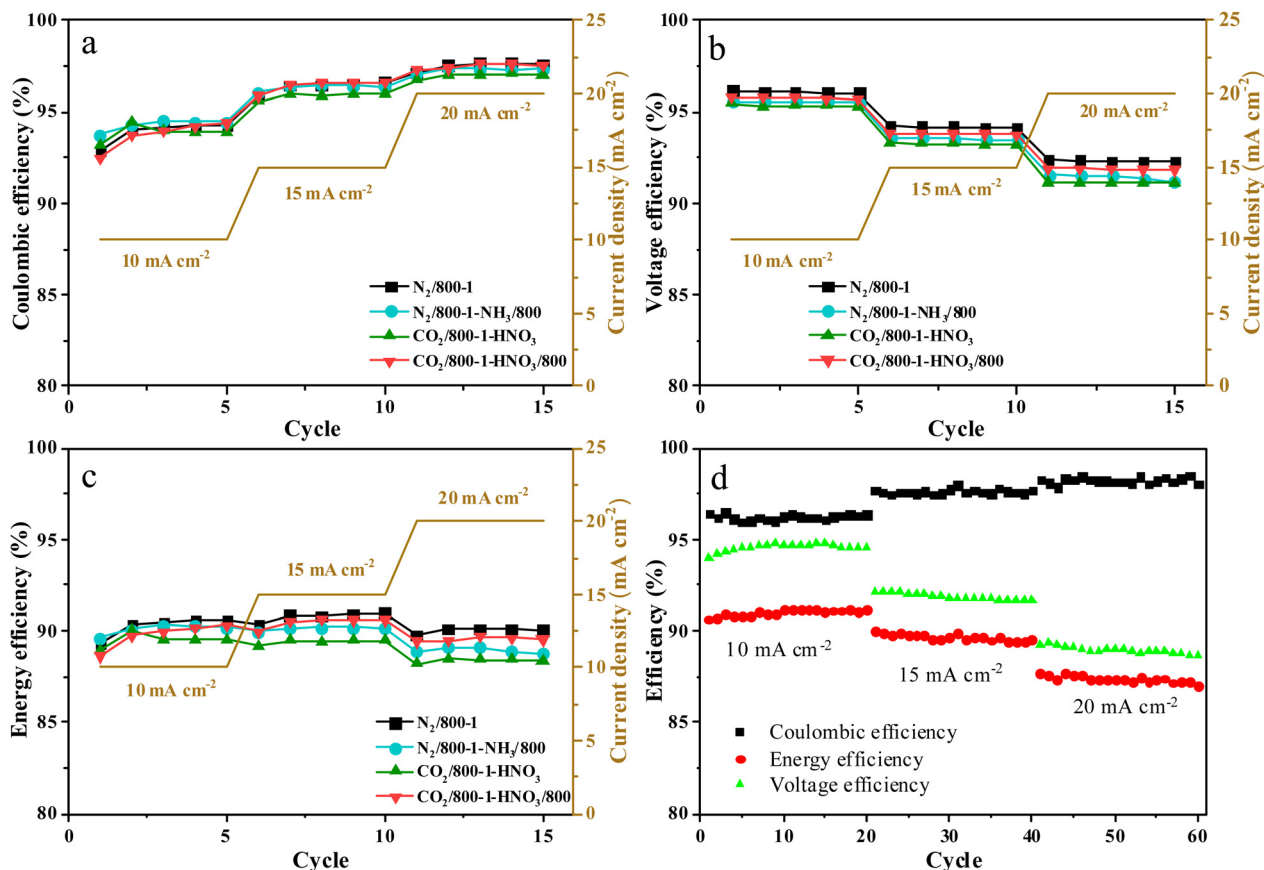 a
100
95
90
85
80
Coulombic efficiency (%)
25
20
15
10
5
0
Current density (mA cm⁻²)
20 mA cm⁻²
15 mA cm⁻²
10 mA cm⁻²
N₂/800-1
N₂/800-1-NH₃/800
CO₂/800-1-HNO₃
CO₂/800-1-HNO₃/800
0 5 10 15
Cycle
b
100
95
90
85
80
Voltage efficiency (%)
25
20
15
10
5
0
Current density (mA cm⁻²)
20 mA cm⁻²
15 mA cm⁻²
10 mA cm⁻²
N₂/800-1
N₂/800-1-NH₃/800
CO₂/800-1-HNO₃
CO₂/800-1-HNO₃/800
0 5 10 15
Cycle
c
100
95
90
85
80
Energy efficiency (%)
25
20
15
10
5
0
Current density (mA cm⁻²)
20 mA cm⁻²
15 mA cm⁻²
10 mA cm⁻²
N₂/800-1
N₂/800-1-NH₃/800
CO₂/800-1-HNO₃
CO₂/800-1-HNO₃/800
0 5 10 15
Cycle
d
100
95
90
85
80
Efficiency (%)
10 mA cm⁻²
15 mA cm⁻²
20 mA cm⁻²
Coulombic efficiency
Energy efficiency
Voltage efficiency
0 10 20 30 40 50 60
Cycle